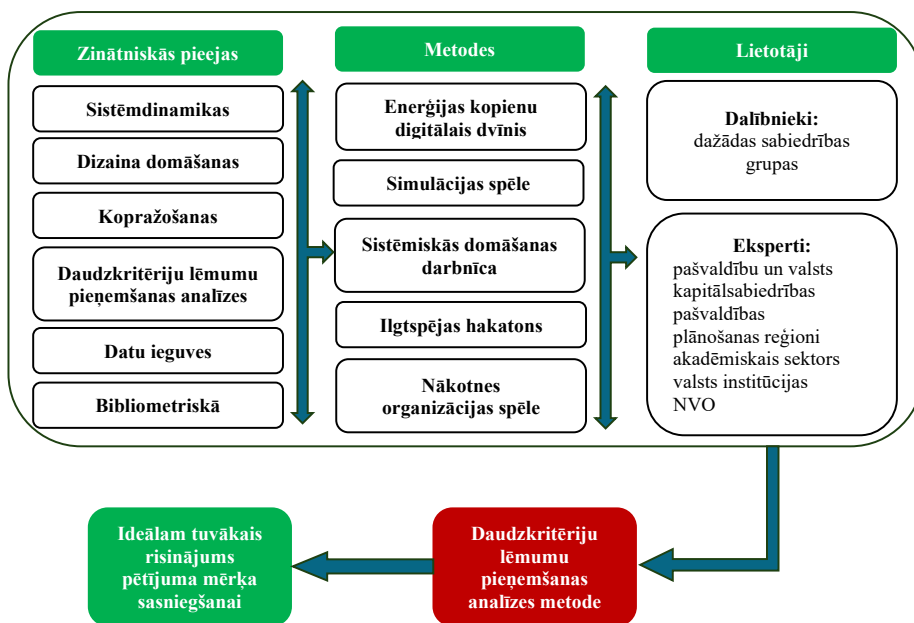 Zinātniskās pieejas
Sistēmdinamikas
Dizaina domāšanas
Kopražošanas
Daudzkritēriju lēmumu
pieņemšanas analīzes
Datu ieguves
Bibliometriskā
Metodes
Enerģijas kopienu
digitālais dvīnis
Simulācijas spēle
Sistēmiskās domāšanas
darbnīca
Ilgtspējas hakatons
Nākotnes
organizācijas spēle
Lietotāji
Dalībnieki:
dažādas sabiedrības
grupas
Eksperti:
pašvaldību un valsts
kapitālsabiedrības
pašvaldības
plānošanas reģioni
akadēmiskais sektors
valsts institūcijas
NVO
Ideālam tuvākais
risinājums
pētījuma mērķa
sasniegšanai
Daudzkritēriju
lēmumu
pieņemšanas
analīzes metode